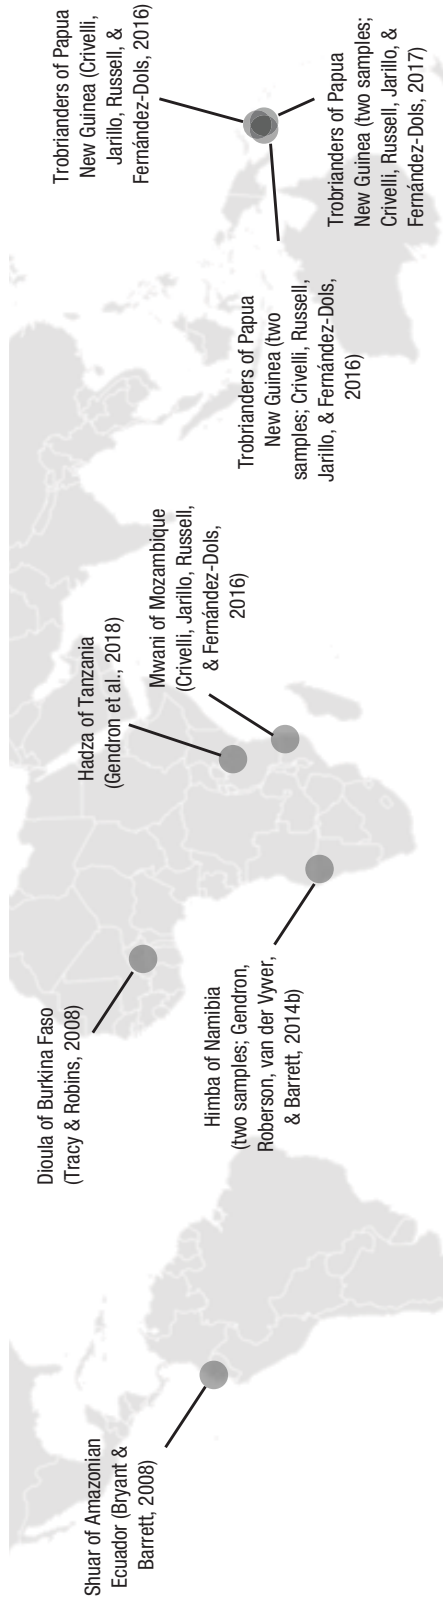 Shuar of Amazonian
Ecuador (Bryant &
Barrett, 2008)
Dioula of Burkina Faso
(Tracy & Robins, 2008)
Himba of Namibia
(two samples; Gendron,
Roberson, van der Vyver,
& Barrett, 2014b)
Hadza of Tanzania
(Gendron et al., 2018)
Mwani of Mozambique
(Crivelli, Jarillo, Russell,
& Fernández-Dols,
2016)
Trobrianders of Papua
New Guinea (two
samples; Crivelli, Russell,
Jarillo, & Fernández-Dols,
2016)
Trobrianders of Papua
New Guinea (Crivelli,
Jarillo, Russell, &
Fernández-Dols, 2016)
Trobrianders of Papua
New Guinea (two samples;
Crivelli, Russell, Jarillo, &
Fernández-Dols, 2017)